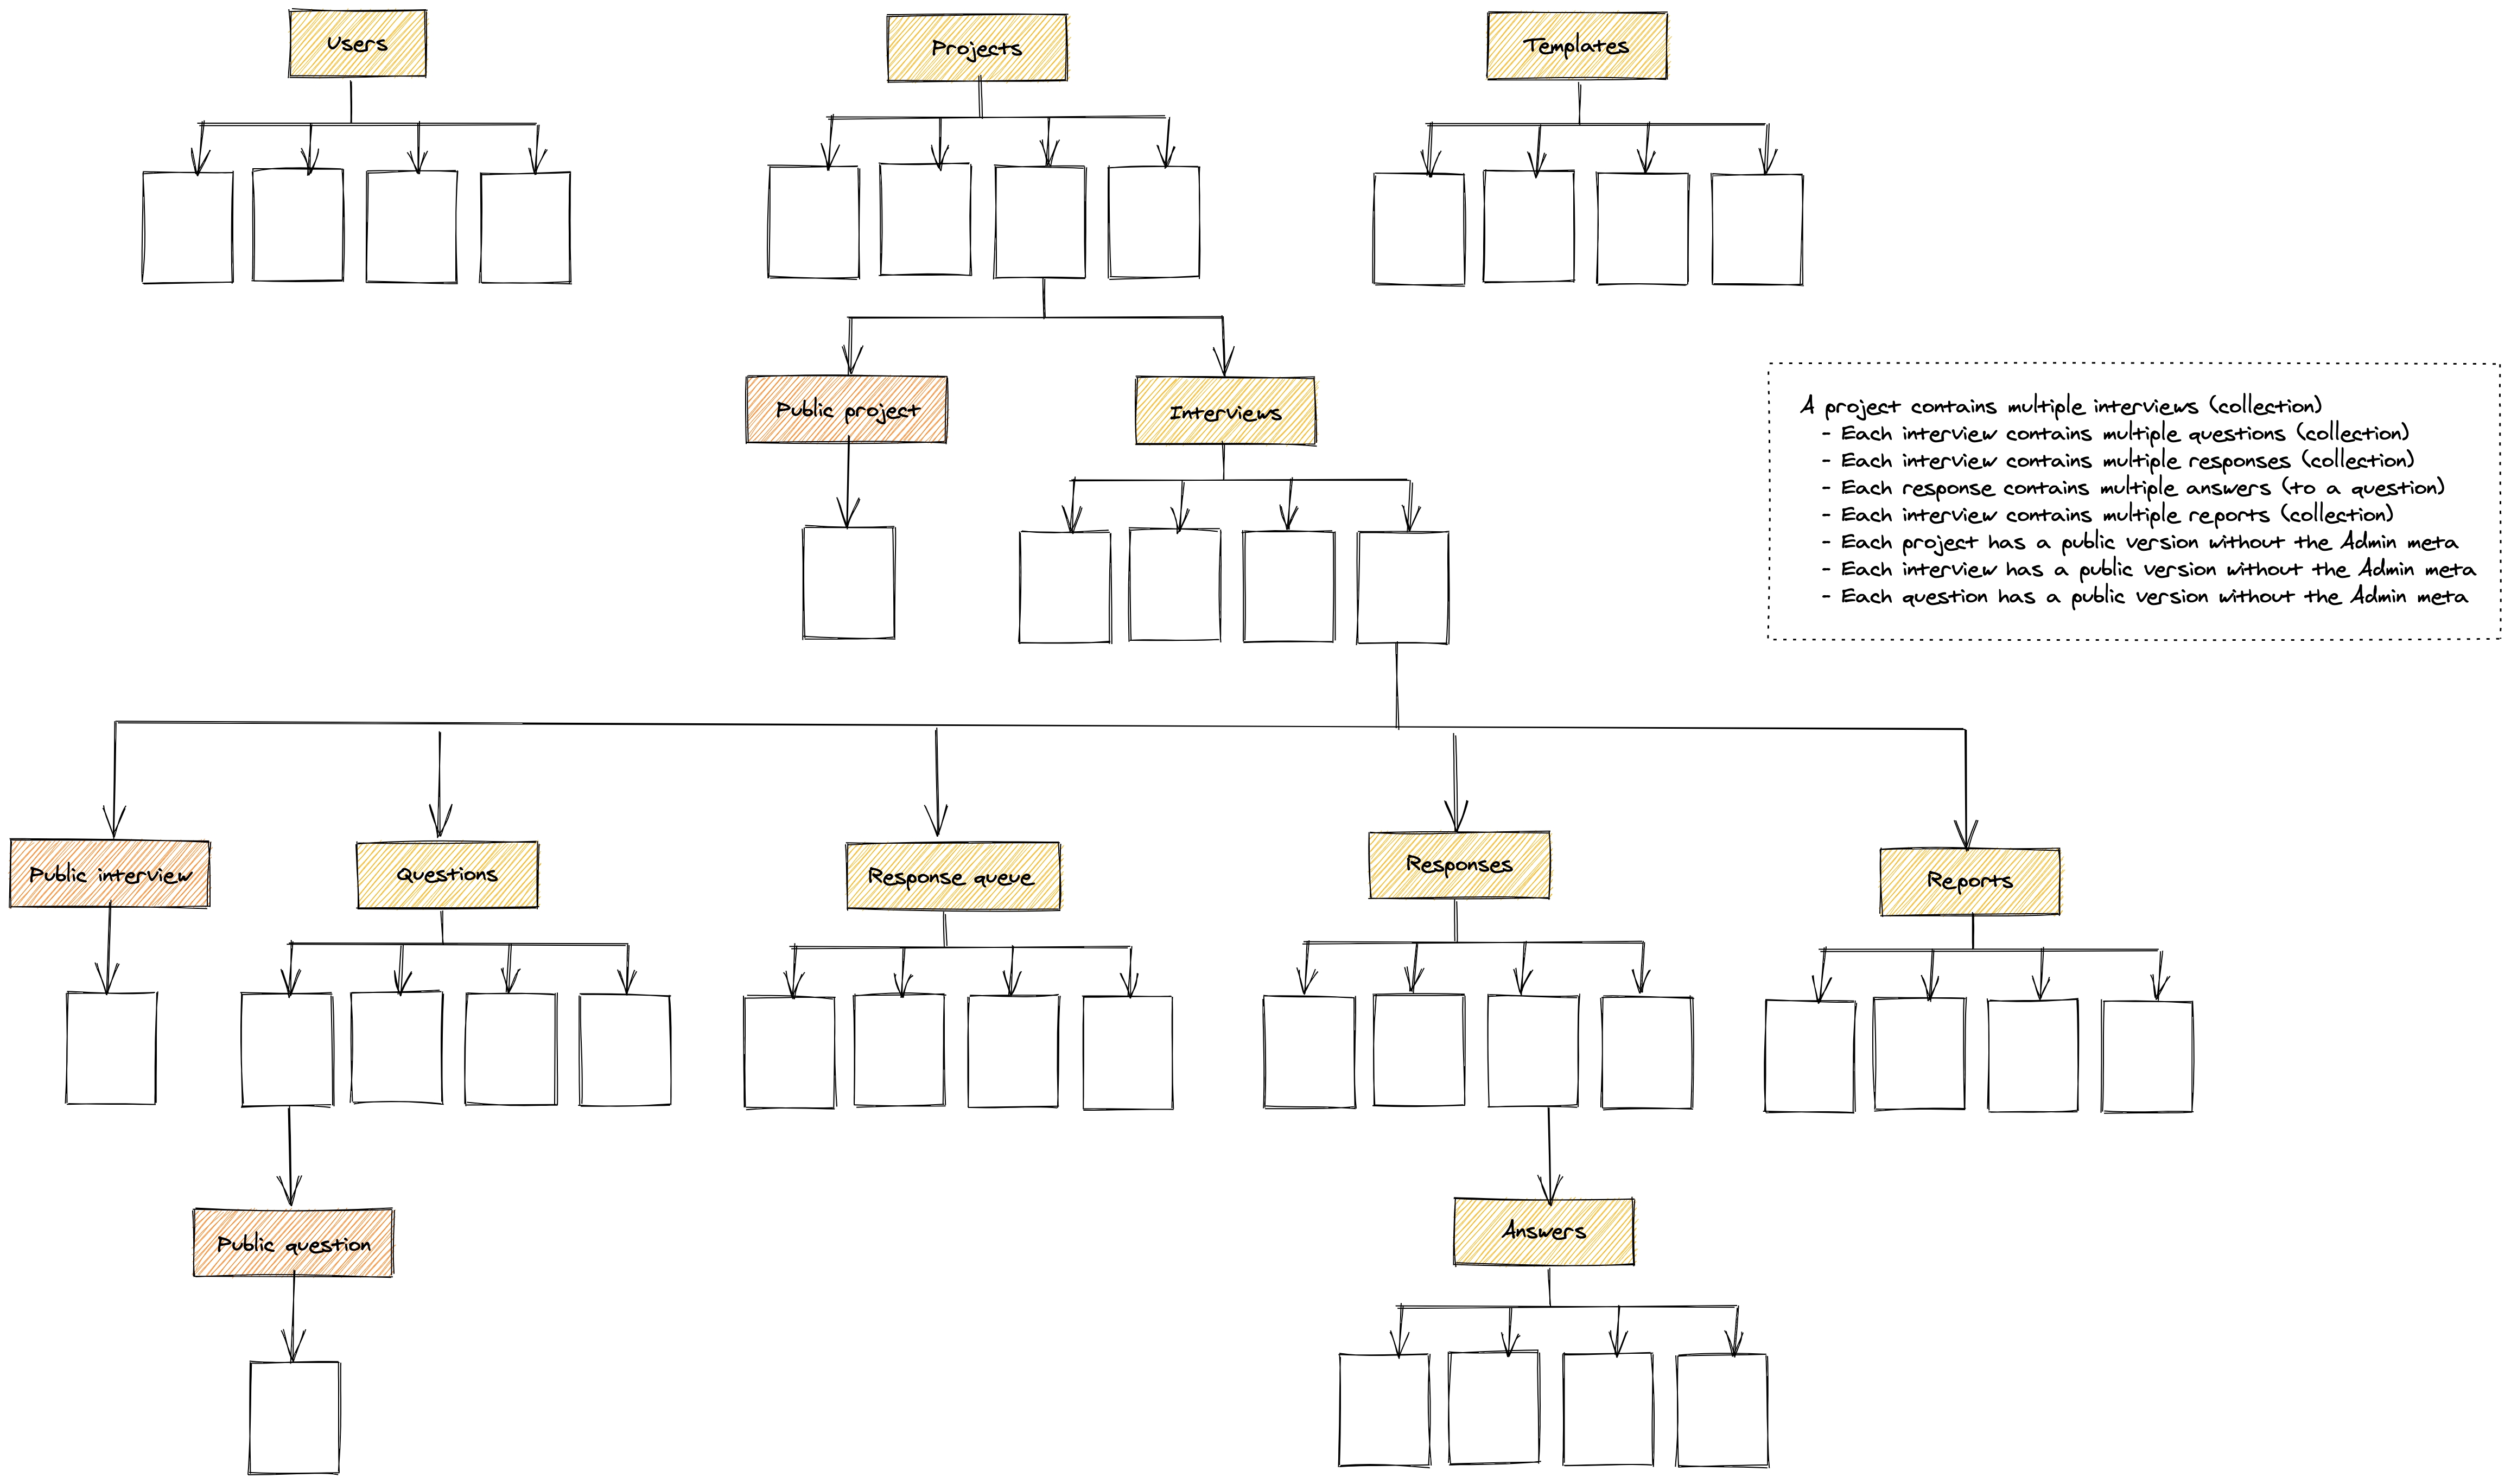 Users
Projects
Templates
Public project
Interviews
A project contains multiple interviews (collection)
- Each interview contains multiple questions (collection)
- Each interview contains multiple responses (collection)
- Each response contains multiple answers (to a question)
- Each interview contains multiple reports (collection)
- Each project has a public version without the Admin meta
- Each interview has a public version without the Admin meta
- Each question has a public version without the Admin meta
Public interview
Questions
Response queue
Responses
Reports
Public question
Answers